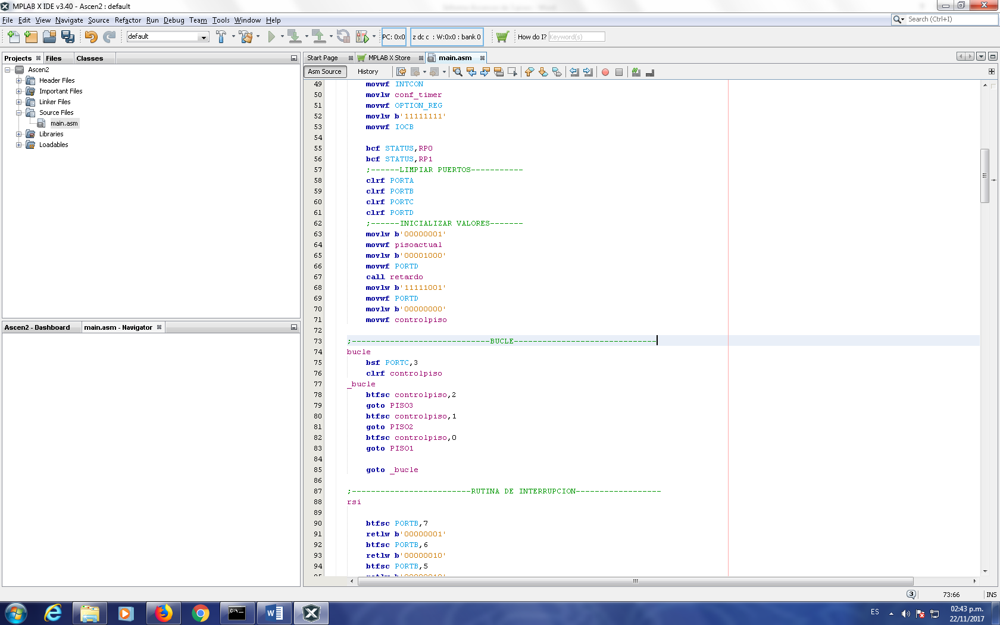 MPLAB X IDE v3.40 - Ascen2 : default
File Edit View Navigate Source Refactor Run Debug Team Tools Window Help
Search (Ctrl+I)
default
PC: 0x0
z dc c : W:0x0 : bank 0
How do I?
Keyword(s)
Projects
Files
Classes
Ascen2
Header Files
Important Files
Linker Files
Source Files
main.asm
Libraries
Loadables
Ascen2 - Dashboard
main.asm - Navigator
Start Page
MPLAB X Store
main.asm
Asm Source
History
49 movwf INTCON
50 movlw conf_timer
51 movwf OPTION_REG
52 movlw b'11111111'
53 movwf IOCB
54
55 bcf STATUS,RP0
56 bcf STATUS,RP1
57 ;------LIMPIAR PUERTOS-----------
58 clrf PORTA
59 clrf PORTB
60 clrf PORTC
61 clrf PORTD
62 ;------INICIALIZAR VALORES-------
63 movlw b'00000001'
64 movwf pisoactual
65 movlw b'00001000'
66 movwf PORTD
67 call retardo
68 movlw b'11111001'
69 movwf PORTD
70 movlw b'00000000'
71 movwf controlpiso
72
73 ;-----------------------------BUCLE------------------------------
74 bucle
75 bsf PORTC,3
76 clrf controlpiso
77 _bucle
78 btfsc controlpiso,2
79 goto PISO3
80 btfsc controlpiso,1
81 goto PISO2
82 btfsc controlpiso,0
83 goto PISO1
84
85 goto _bucle
86
87 ;-------------------------RUTINA DE INTERRUPCION------------------
88 rsi
89
90 btfsc PORTB,7
91 retlw b'00000001'
92 btfsc PORTB,6
93 retlw b'00000010'
94 btfsc PORTB,5
3
73:66
INS
ES
02:43 p.m.
22/11/2017